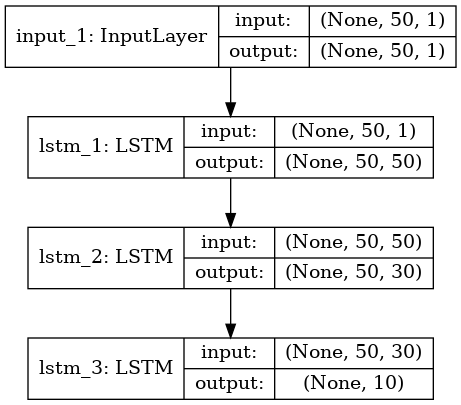 input_1: InputLayer input: (None, 50, 1)
output: (None, 50, 1)
lstm_1: LSTM input: (None, 50, 1)
output: (None, 50, 50)
lstm_2: LSTM input: (None, 50, 50)
output: (None, 50, 30)
lstm_3: LSTM input: (None, 50, 30)
output: (None, 10)